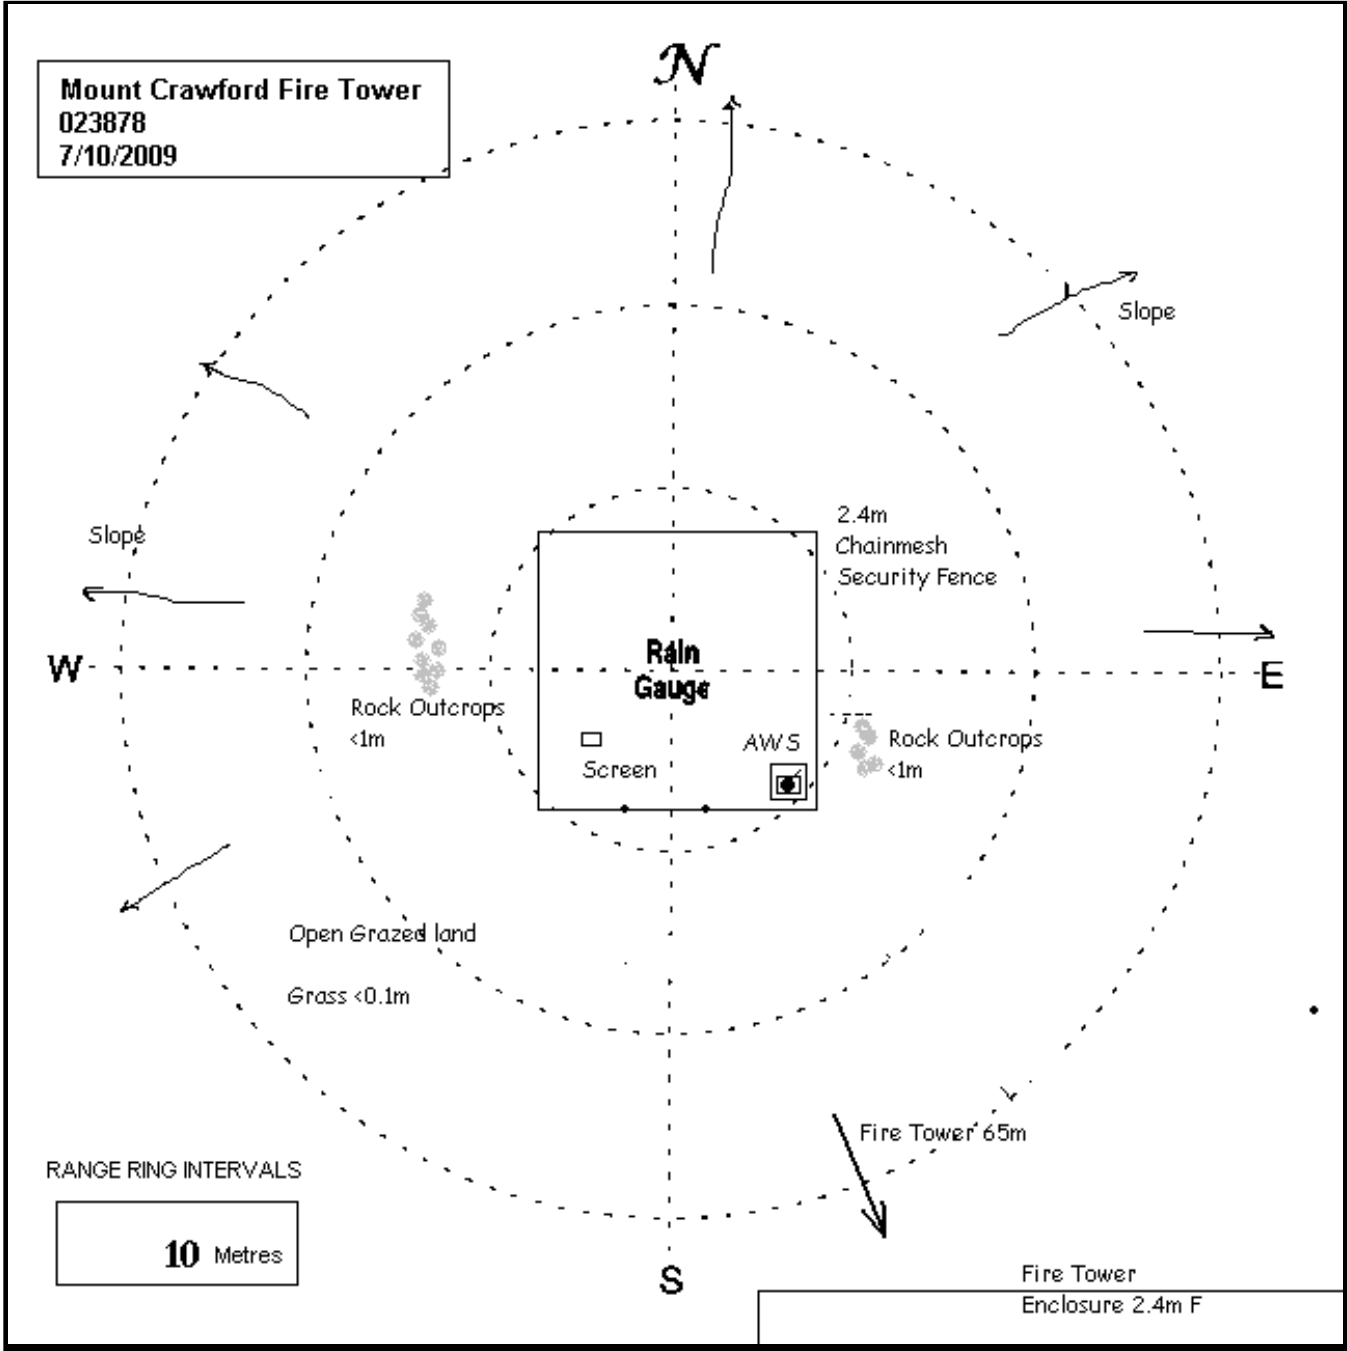 N
Mount Crawford Fire Tower
023878
7/10/2009
Slope
2.4m
Chainmesh
Security Fence
Slope
W
Rain
Gauge
E
Rock Outcrops
<1m
AWS
Screen
Rock Outcrops
<1m
Open Grazed land
Grass <0.1m
Fire Tower 65m
RANGE RING INTERVALS
10 Metres
S
Fire Tower
Enclosure 2.4m F